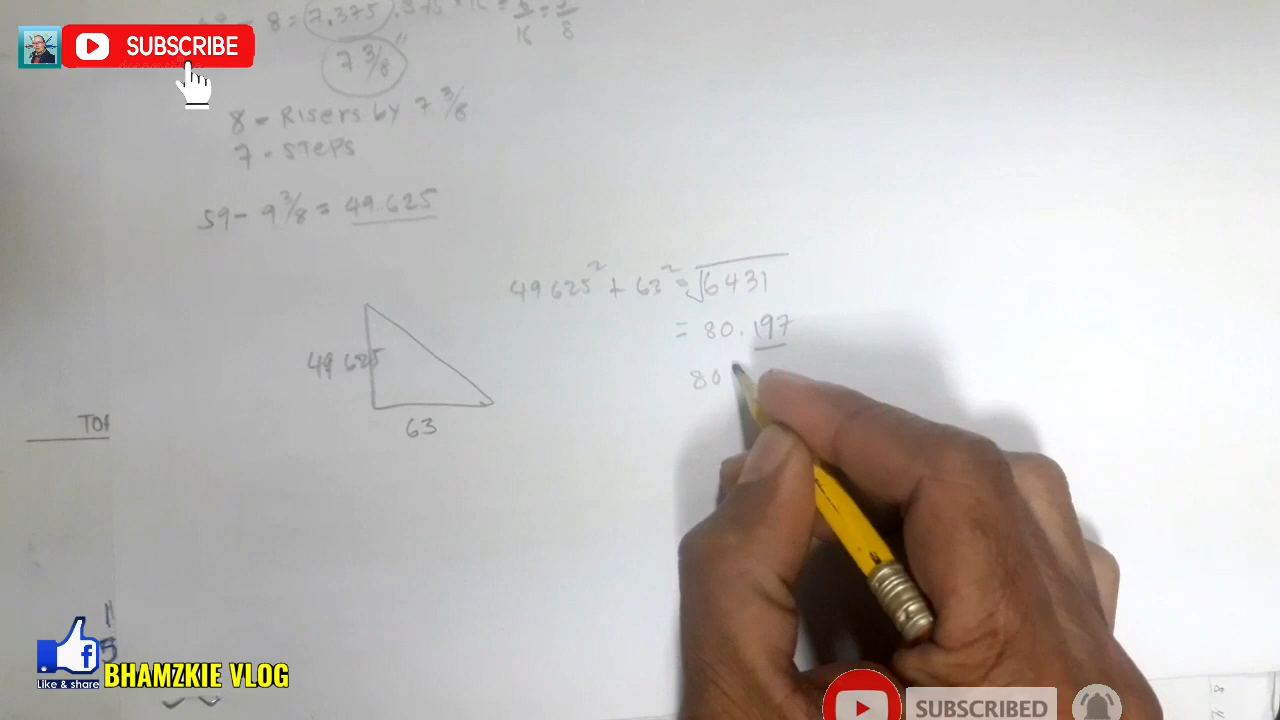 8 = 7.375 .375 × 16 = 6/16 = 3/8
SUBSCRIBE
7 3/8"
8 - RISERS by 7 3/8
7 - STEPS
59 - 9 3/8 = 49.625
49625² + 63² = √6431
= 80.197
49 625
80
63
Like & share
BHAMZKIE VLOG
SUBSCRIBED